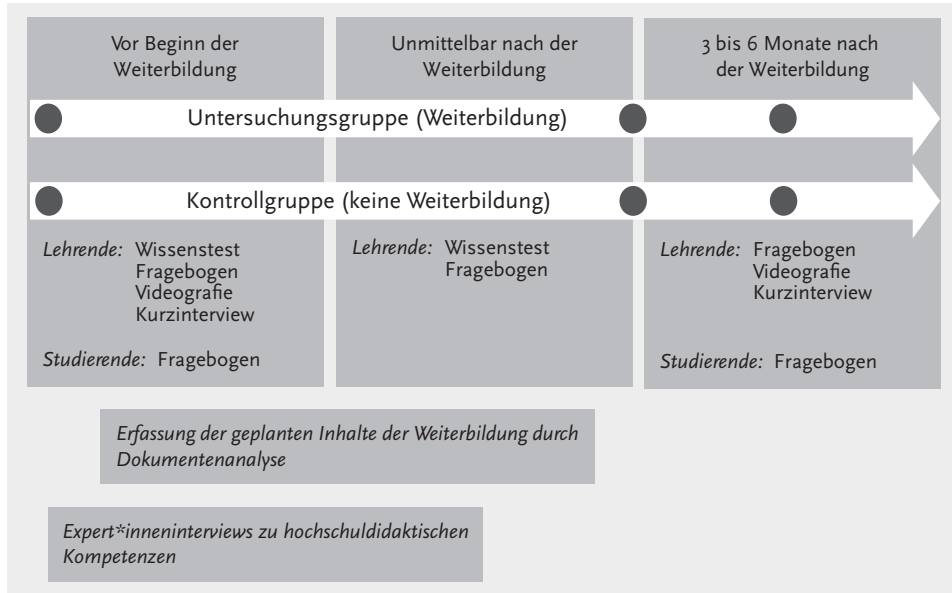 Vor Beginn der
Weiterbildung
Unmittelbar nach der
Weiterbildung
3 bis 6 Monate nach
der Weiterbildung
Untersuchungsgruppe (Weiterbildung)
Kontrollgruppe (keine Weiterbildung)
Lehrende: Wissenstest
Fragebogen
Videografie
Kurzinterview
Studierende: Fragebogen
Lehrende: Wissenstest
Fragebogen
Lehrende: Fragebogen
Videografie
Kurzinterview
Studierende: Fragebogen
Erfassung der geplanten Inhalte der Weiterbildung durch
Dokumentenanalyse
Expert*inneninterviews zu hochschuldidaktischen
Kompetenzen